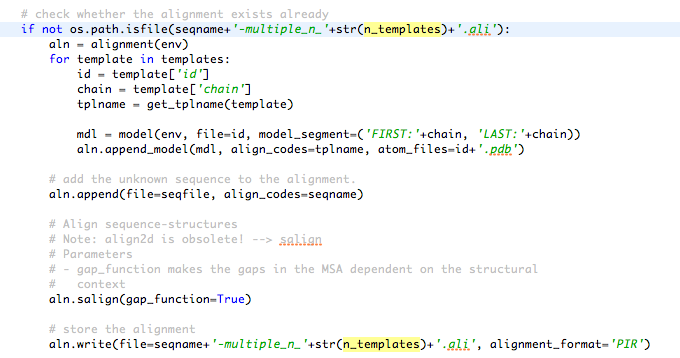 # check whether the alignment exists already
if not os.path.isfile(seqname+'-multiple_n_'+str(n_templates)+'.ali'):
aln = alignment(env)
for template in templates:
id = template['id']
chain = template['chain']
tplname = get_tplname(template)
mdl = model(env, file=id, model_segment=('FIRST:'+chain, 'LAST:'+chain))
aln.append_model(mdl, align_codes=tplname, atom_files=id+'.pdb')
# add the unknown sequence to the alignment.
aln.append(file=seqfile, align_codes=seqname)
# Align sequence-structures
# Note: align2d is obsolete! --> salign
# Parameters
# - gap_function makes the gaps in the MSA dependent on the structural
#   context
aln.salign(gap_function=True)
# store the alignment
aln.write(file=seqname+'-multiple_n_'+str(n_templates)+'.ali', alignment_format='PIR')